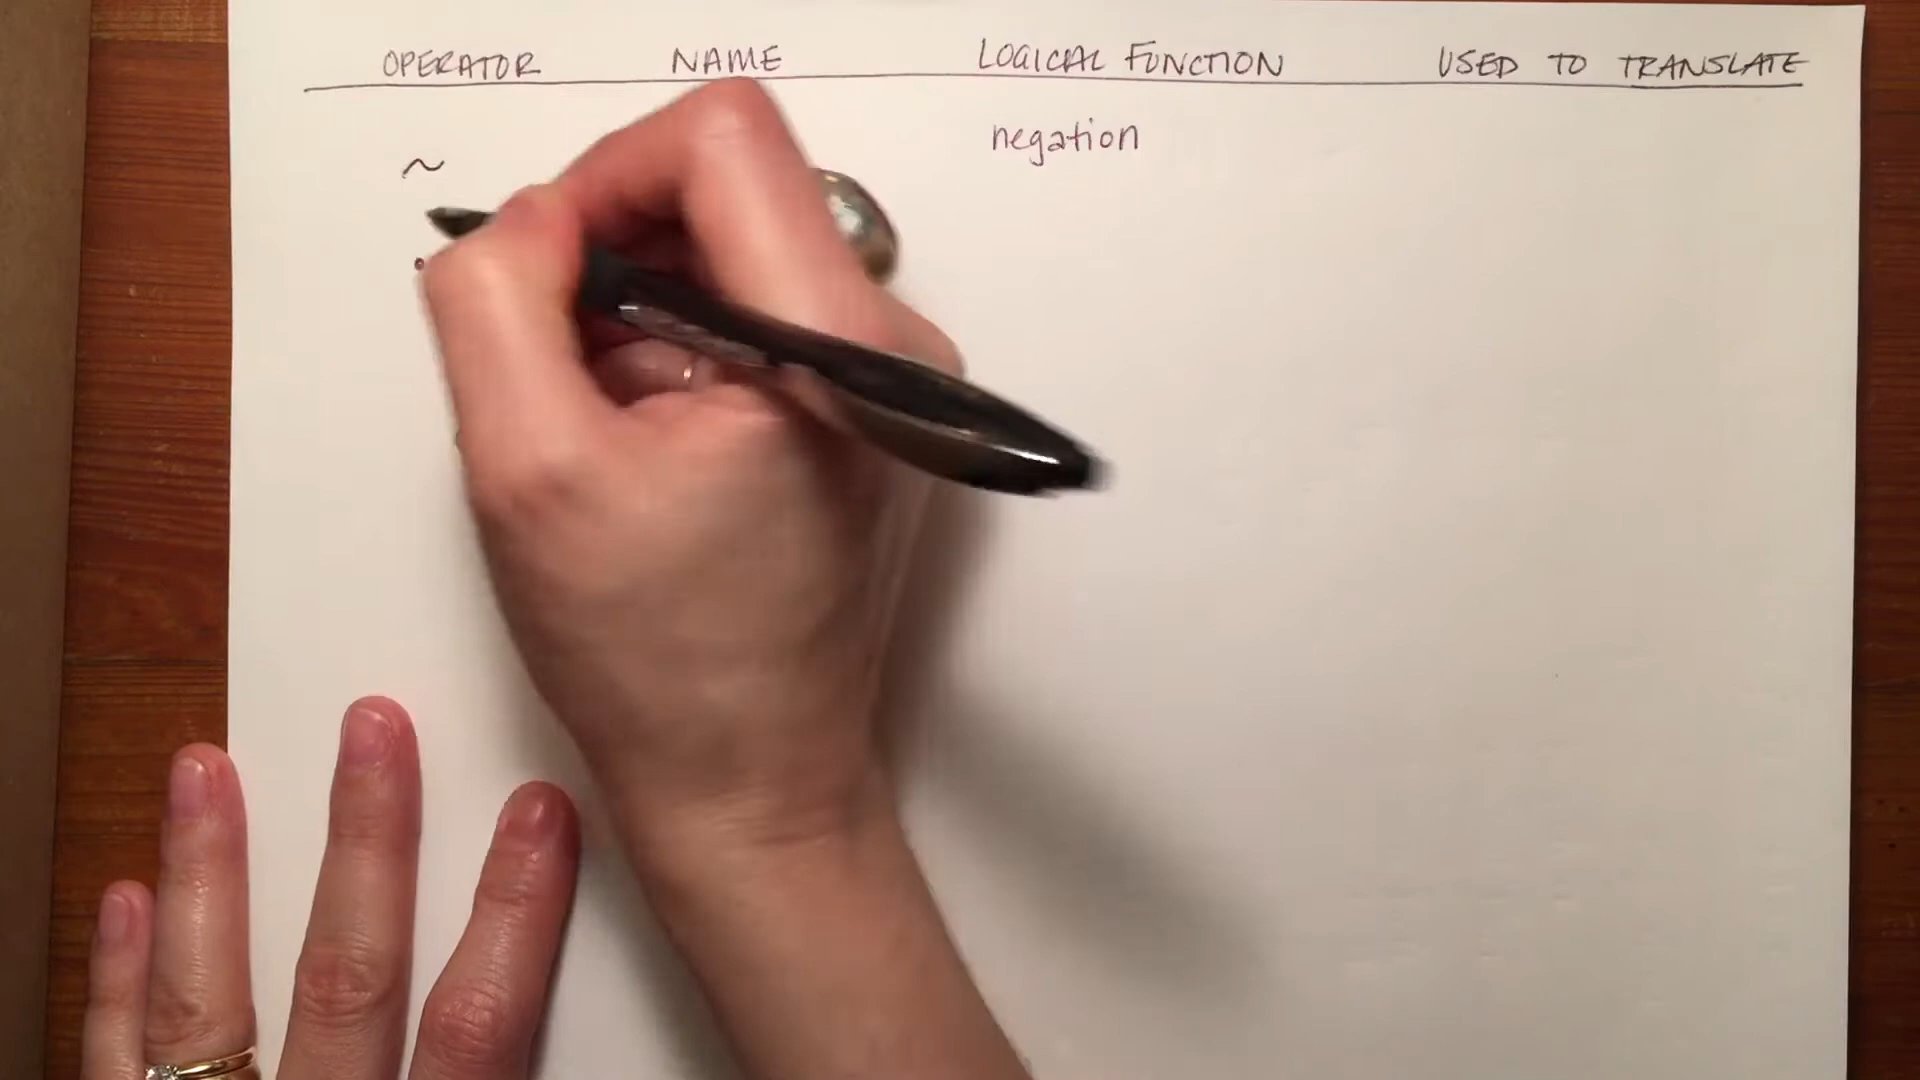 OPERATOR NAME LOGICAL FUNCTION USED TO TRANSLATE
~ negation
•